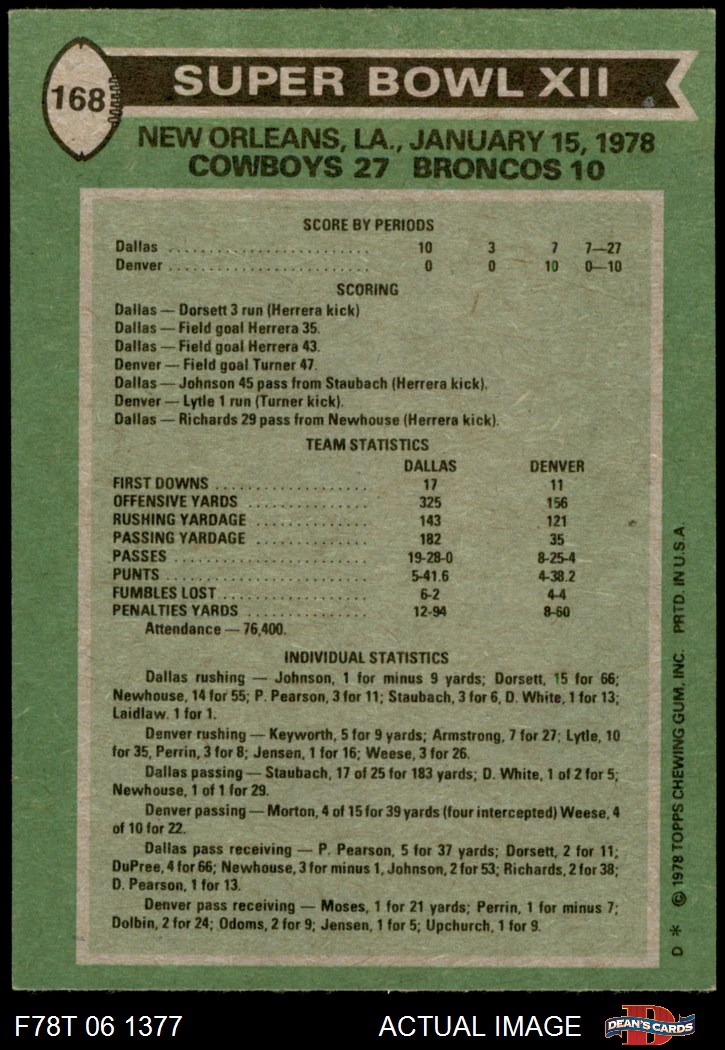 168
SUPER BOWL XII
NEW ORLEANS, LA., JANUARY 15, 1978
COWBOYS 27 BRONCOS 10
SCORE BY PERIODS
Dallas .......................... 10 3 7 7—27
Denver .......................... 0 0 10 0—10
SCORING
Dallas — Dorsett 3 run (Herrera kick)
Dallas — Field goal Herrera 35.
Dallas — Field goal Herrera 43.
Denver — Field goal Turner 47.
Dallas — Johnson 45 pass from Staubach (Herrera kick).
Denver — Lytle 1 run (Turner kick).
Dallas — Richards 29 pass from Newhouse (Herrera kick).
TEAM STATISTICS
DALLAS DENVER
FIRST DOWNS .................... 17 11
OFFENSIVE YARDS ................ 325 156
RUSHING YARDAGE ............... 143 121
PASSING YARDAGE ............... 182 35
PASSES .......................... 19-28-0 8-25-4
PUNTS ........................... 5-41.6 4-38.2
FUMBLES LOST .................... 6-2 4-4
PENALTIES YARDS ................ 12-94 8-60
Attendance — 76,400.
INDIVIDUAL STATISTICS
Dallas rushing — Johnson, 1 for minus 9 yards; Dorsett, 15 for 66;
Newhouse, 14 for 55; P. Pearson, 3 for 11; Staubach, 3 for 6, D. White, 1 for 13;
Laidlaw. 1 for 1.
Denver rushing — Keyworth, 5 for 9 yards; Armstrong, 7 for 27; Lytle, 10
for 35, Perrin, 3 for 8; Jensen, 1 for 16; Weese, 3 for 26.
Dallas passing — Staubach, 17 of 25 for 183 yards; D. White, 1 of 2 for 5;
Newhouse, 1 of 1 for 29.
Denver passing — Morton, 4 of 15 for 39 yards (four intercepted) Weese, 4
of 10 for 22.
Dallas pass receiving — P. Pearson, 5 for 37 yards; Dorsett, 2 for 11;
DuPree, 4 for 66; Newhouse, 3 for minus 1, Johnson, 2 for 53; Richards, 2 for 38;
D. Pearson, 1 for 13.
Denver pass receiving — Moses, 1 for 21 yards; Perrin, 1 for minus 7;
Dolbin, 2 for 24; Odoms, 2 for 9; Jensen, 1 for 5; Upchurch, 1 for 9.
D * © 1978 TOPPS CHEWING GUM, INC. PRTD. IN U.S.A
F78T 06 1377
ACTUAL IMAGE
DEAN'S CARDS